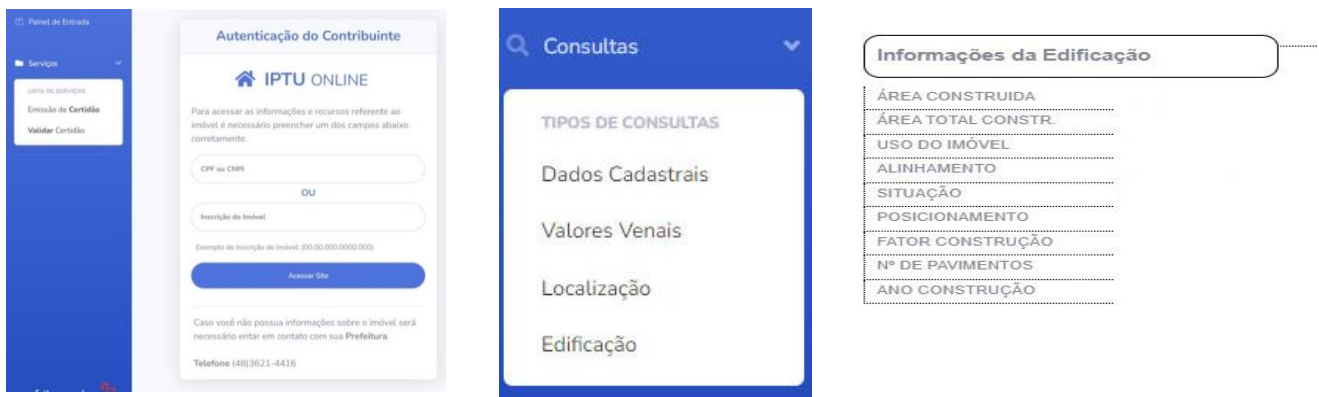 Painel de Entrada
Serviços
LISTA DE SERVIÇOS
Emissão de Certidão
Validar Certidão
Autenticação do Contribuinte
IPTU ONLINE
Para acessar as informações e recursos referente ao
imóvel é necessário preencher um dos campos abaixo
corretamente.
CPF ou CNPJ
OU
Inscrição do Imóvel
Exemplo de Inscrição do Imóvel: (00.00.000.0000.000)
Acessar Site
Caso você não possua informações sobre o imóvel será
necessário entar em contato com sua Prefeitura.
Telefone (48)3621-4416
Consultas
TIPOS DE CONSULTAS
Dados Cadastrais
Valores Venais
Localização
Edificação
Informações da Edificação
ÁREA CONSTRUIDA
ÁREA TOTAL CONSTR.
USO DO IMÓVEL
ALINHAMENTO
SITUAÇÃO
POSICIONAMENTO
FATOR CONSTRUÇÃO
Nº DE PAVIMENTOS
ANO CONSTRUÇÃO